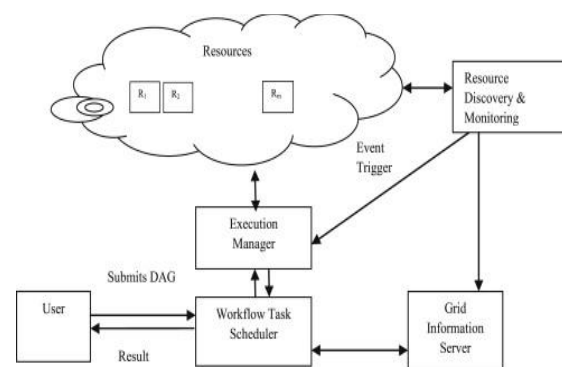 Resources
R1
R2
Rm
Resource
Discovery &
Monitoring
Event
Trigger
Execution
Manager
Submits DAG
User
Workflow Task
Scheduler
Grid
Information
Server
Result